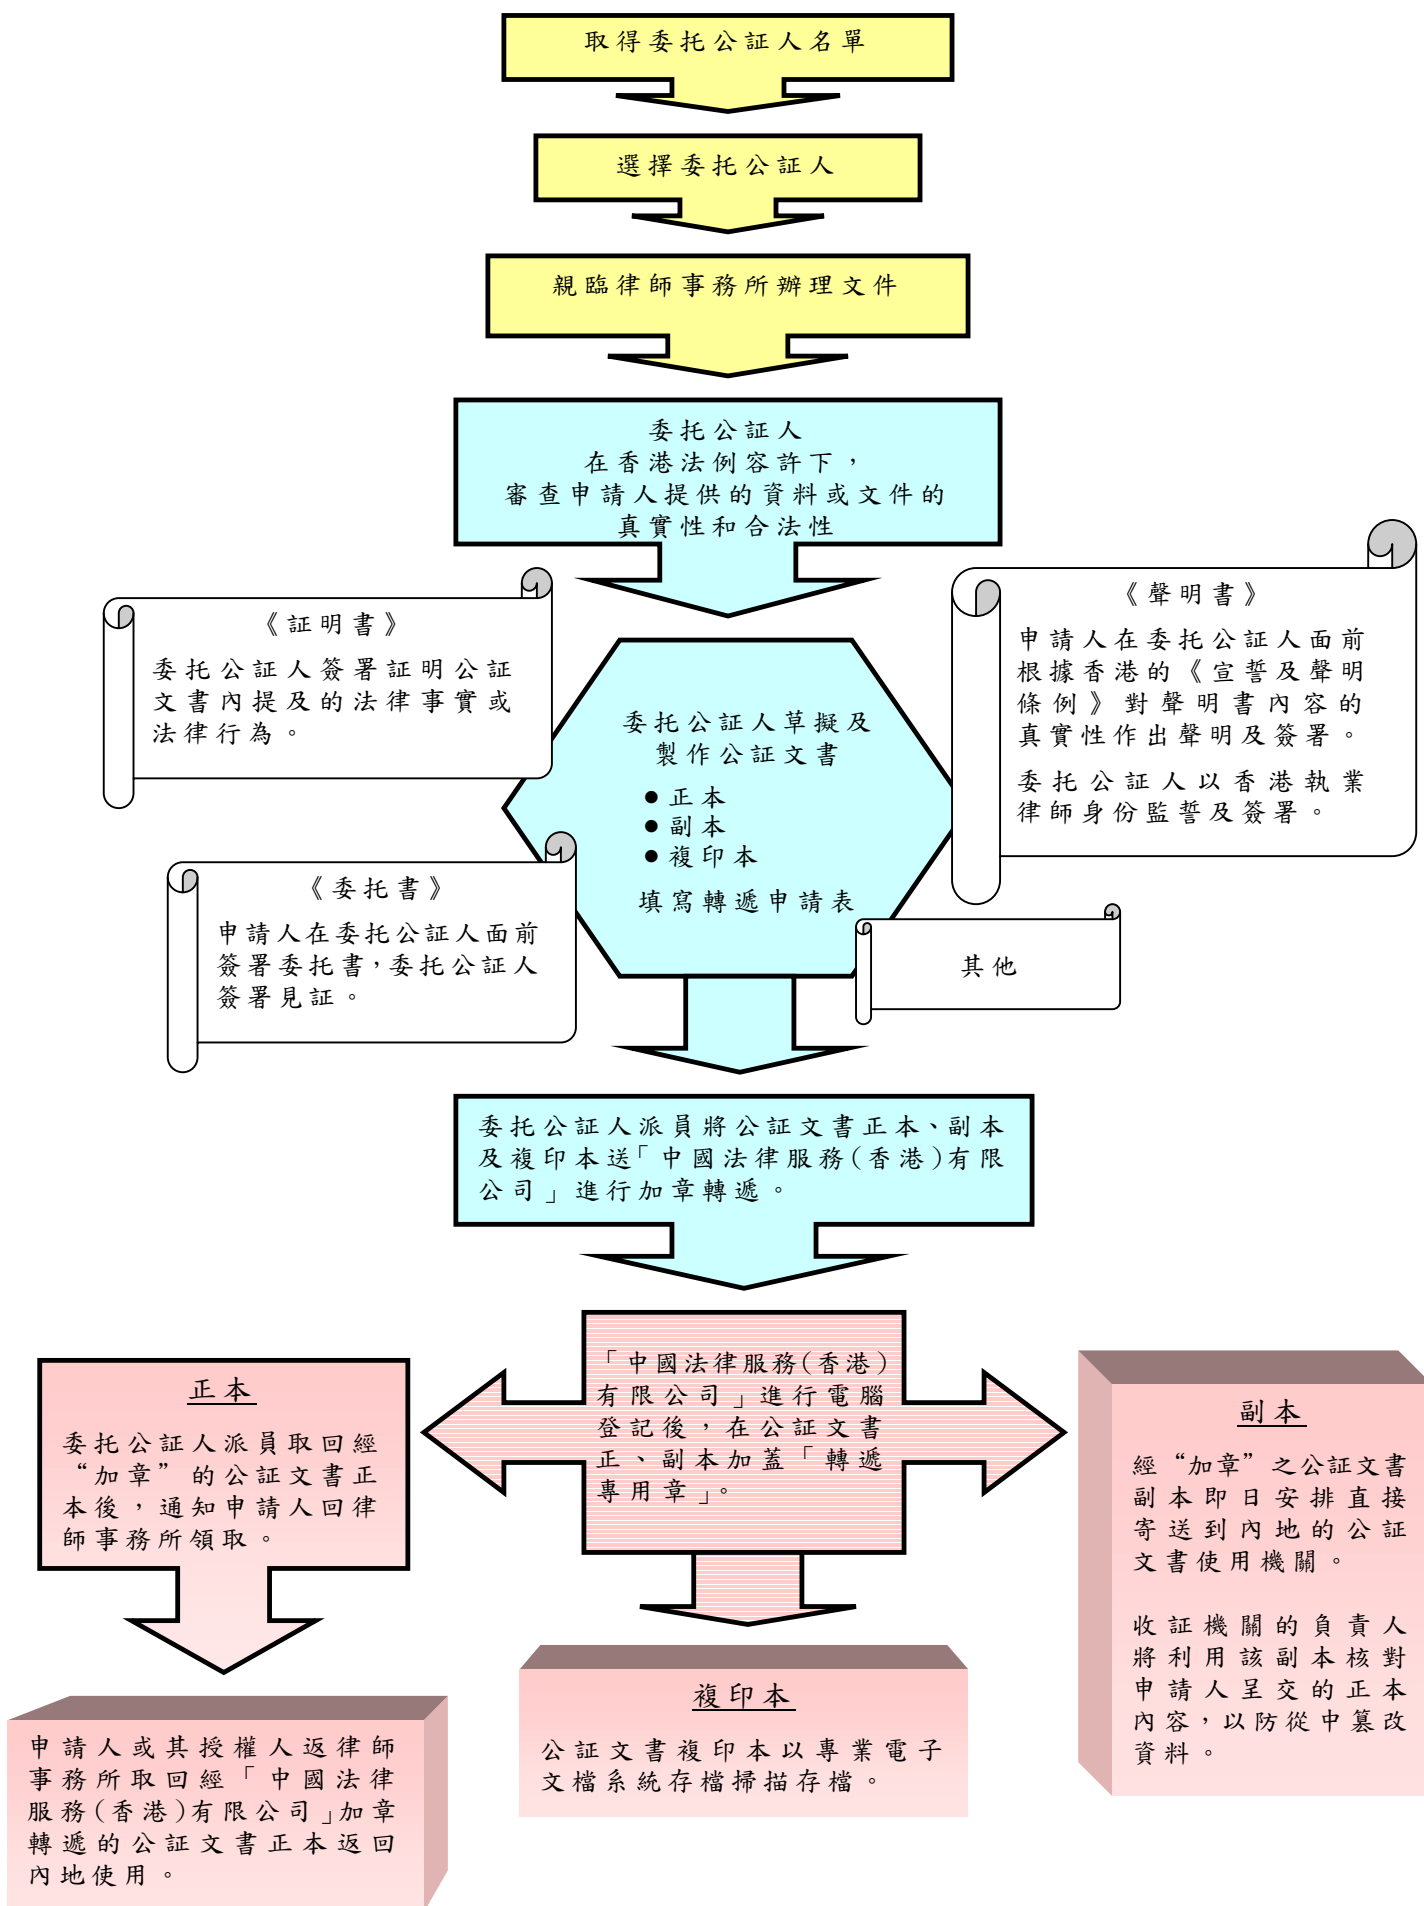 取得委托公証人名單
選擇委托公証人
親臨律師事務所辦理文件
委托公証人
在香港法例容許下，
審查申請人提供的資料或文件的
真實性和合法性
《証明書》
委托公証人簽署証明公証
文書內提及的法律事實或
法律行為。
《聲明書》
申請人在委托公証人面前
根據香港的《宣誓及聲明
條例》對聲明書內容的
真實性作出聲明及簽署。
委托公証人以香港執業
律師身份監誓及簽署。
委托公証人草擬及
製作公証文書
●正本
●副本
●複印本
填寫轉遞申請表
《委托書》
申請人在委托公証人面前
簽署委托書，委托公証人
簽署見証。
其他
委托公証人派員將公証文書正本、副本
及複印本送「中國法律服務(香港)有限
公司」進行加章轉遞。
「中國法律服務(香港)
有限公司」進行電腦
登記後，在公証文書
正、副本加蓋「轉遞
專用章」。
正本
委托公証人派員取回經
“加章”的公証文書正
本後，通知申請人回律
師事務所領取。
副本
經“加章”之公証文書
副本即日安排直接
寄送到內地的公証
文書使用機關。
收証機關的負責人
將利用該副本核對
申請人呈交的正本
內容，以防從中篡改
資料。
複印本
公証文書複印本以專業電子
文檔系統存檔掃描存檔。
申請人或其授權人返律師
事務所取回經「中國法律
服務(香港)有限公司」加章
轉遞的公証文書正本返回
內地使用。